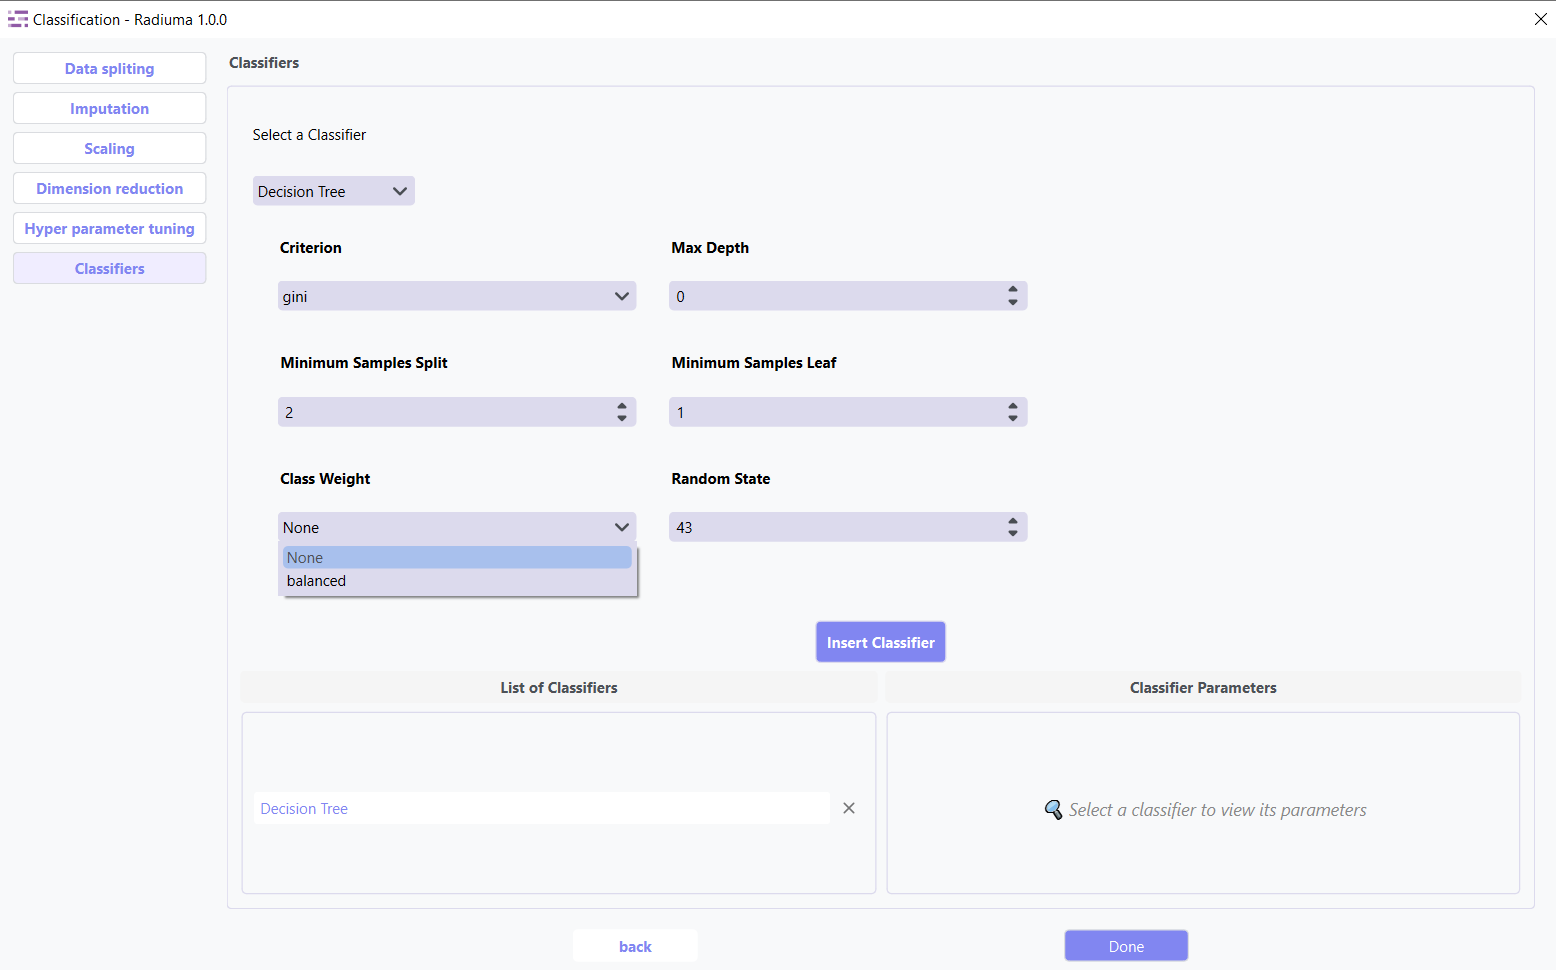 Classification - Radiuma 1.0.0
Data spliting
Imputation
Scaling
Dimension reduction
Hyper parameter tuning
Classifiers
Classifiers
Select a Classifier
Decision Tree
Criterion
Max Depth
gini
0
Minimum Samples Split
Minimum Samples Leaf
2
1
Class Weight
Random State
None
43
None
balanced
Insert Classifier
List of Classifiers
Classifier Parameters
Decision Tree
Select a classifier to view its parameters
back
Done